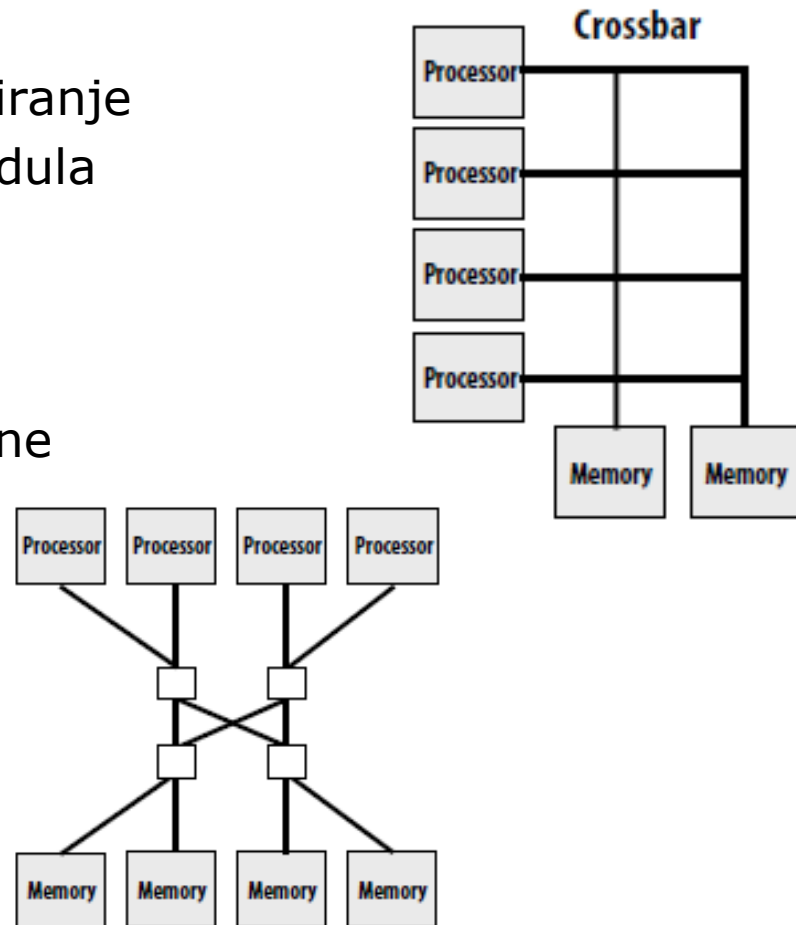 Crossbar
Processor
iranje
dula
Processor
Processor
Processor
ne
Memory Memory
Processor Processor Processor Processor
Memory Memory Memory Memory